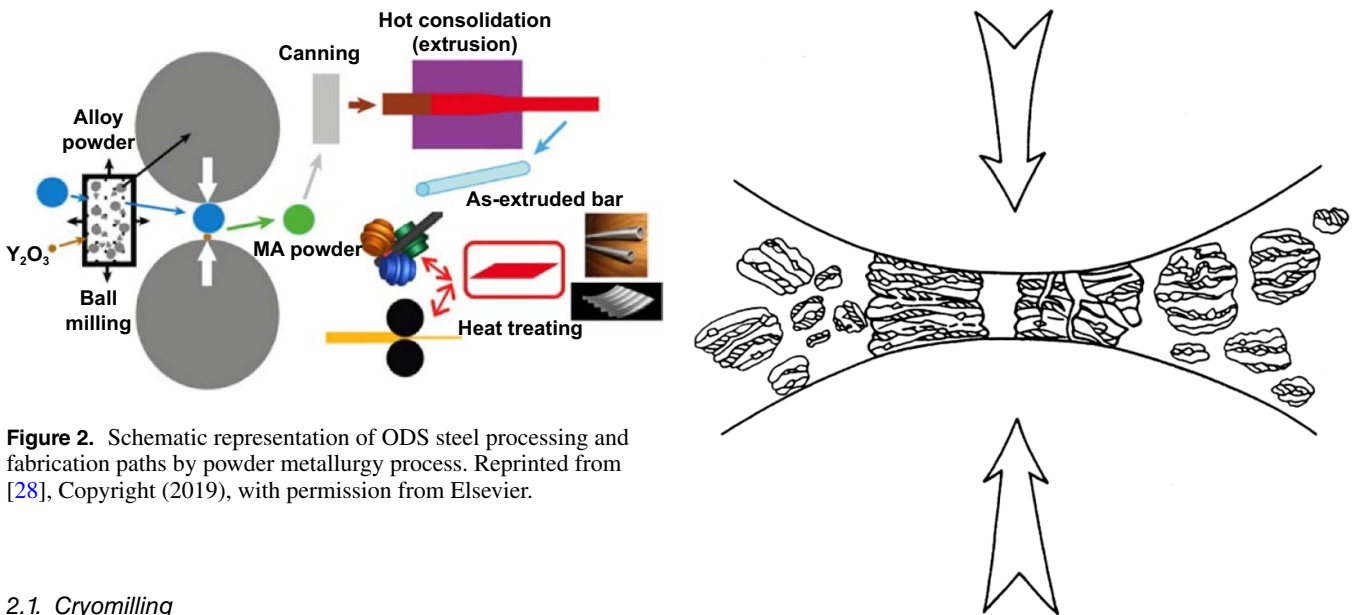 Hot consolidation
(extrusion)
Canning
Alloy
powder
Y₂O₃
Ball
milling
MA powder
As-extruded bar
Heat treating
Figure 2. Schematic representation of ODS steel processing and
fabrication paths by powder metallurgy process. Reprinted from
[28], Copyright (2019), with permission from Elsevier.
2.1. Cryomilling